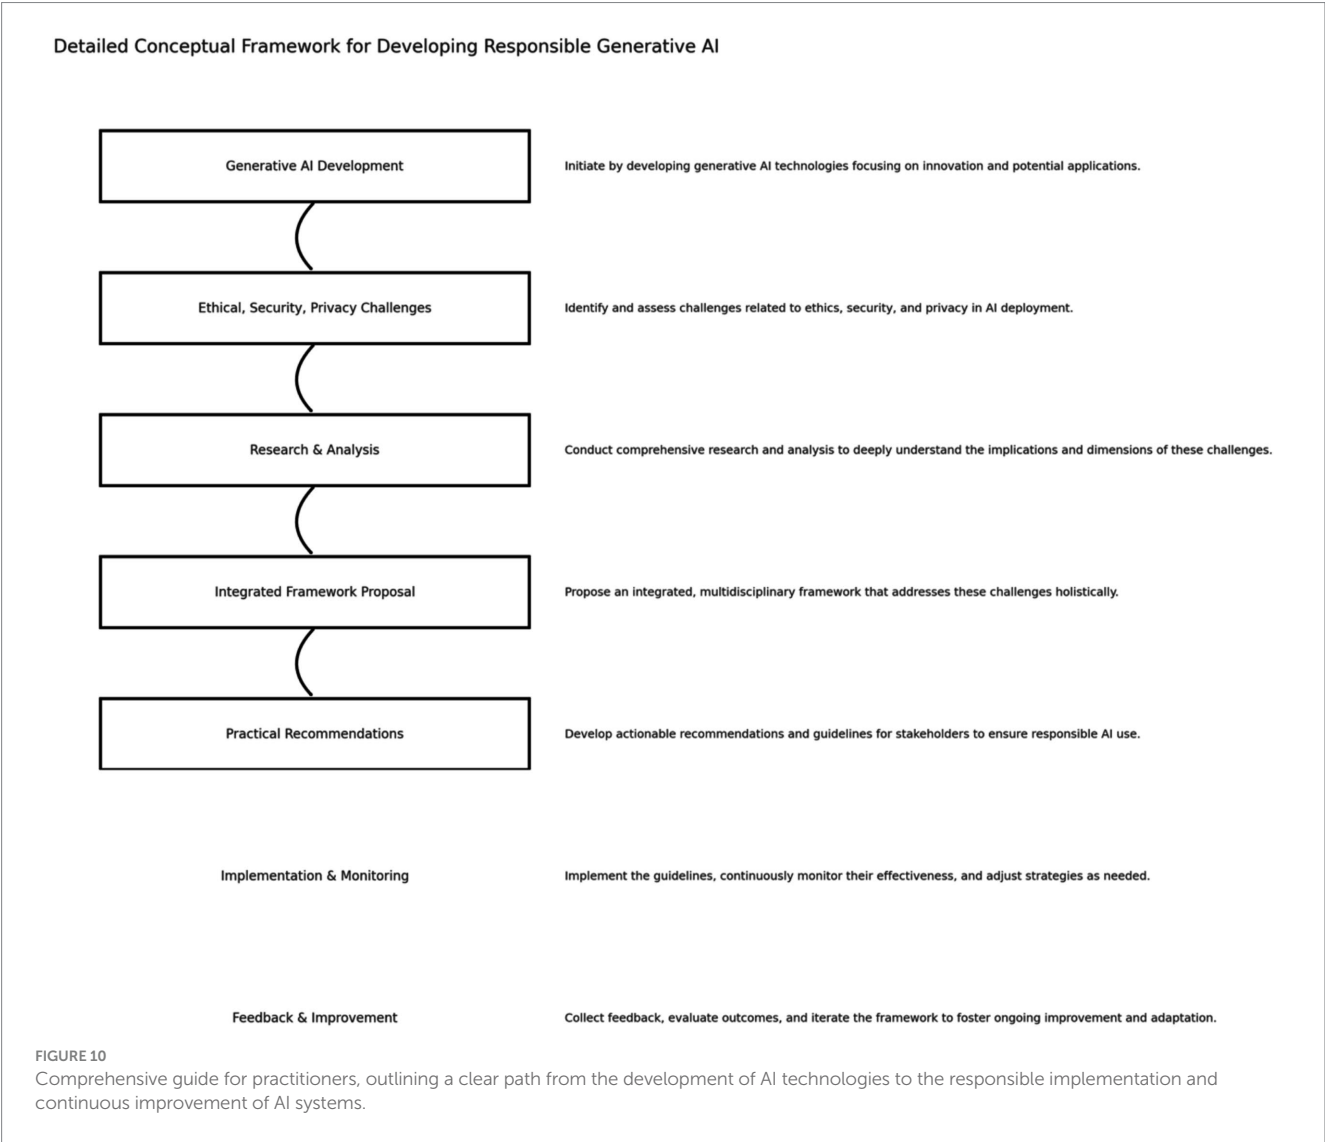 Detailed Conceptual Framework for Developing Responsible Generative AI
Generative AI Development
Initiate by developing generative AI technologies focusing on innovation and potential applications.
Ethical, Security, Privacy Challenges
Identify and assess challenges related to ethics, security, and privacy in AI deployment.
Research & Analysis
Conduct comprehensive research and analysis to deeply understand the implications and dimensions of these challenges.
Integrated Framework Proposal
Propose an integrated, multidisciplinary framework that addresses these challenges holistically.
Practical Recommendations
Develop actionable recommendations and guidelines for stakeholders to ensure responsible AI use.
Implementation & Monitoring
Implement the guidelines, continuously monitor their effectiveness, and adjust strategies as needed.
Feedback & Improvement
Collect feedback, evaluate outcomes, and iterate the framework to foster ongoing improvement and adaptation.
FIGURE 10
Comprehensive guide for practitioners, outlining a clear path from the development of AI technologies to the responsible implementation and
continuous improvement of AI systems.